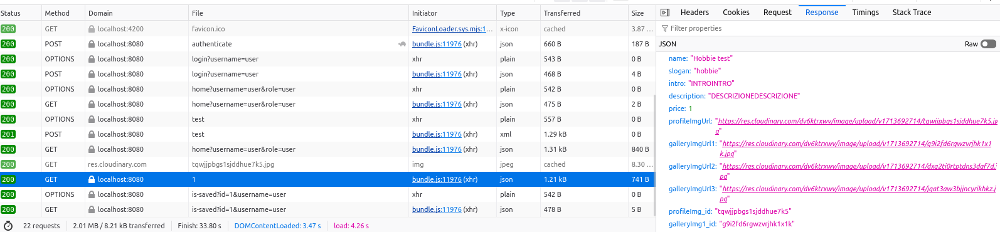 Status Method Domain File Initiator Type Transferred Size
200 GET localhost:4200 favicon.ico FaviconLoader.sys.mjs:1… x-icon cached 3.87 …
200 POST localhost:8080 authenticate bundle.js:11976 (xhr) json 660 B 187 B
200 OPTIONS localhost:8080 login?username=user xhr plain 543 B 0 B
200 POST localhost:8080 login?username=user bundle.js:11976 (xhr) json 468 B 4 B
200 OPTIONS localhost:8080 home?username=user&role=user xhr plain 542 B 0 B
200 GET localhost:8080 home?username=user&role=user bundle.js:11976 (xhr) json 475 B 2 B
200 OPTIONS localhost:8080 test xhr plain 557 B 0 B
201 POST localhost:8080 test bundle.js:11976 (xhr) xml 1.29 kB 0 B
200 GET localhost:8080 home?username=user&role=user bundle.js:11976 (xhr) json 1.31 kB 840 B
200 GET res.cloudinary.com tqwjjpbgs1sjddhue7k5.jpg img jpeg cached 8.30 …
200 GET localhost:8080 1 bundle.js:11976 (xhr) json 1.21 kB 741 B
200 OPTIONS localhost:8080 is-saved?id=1&username=user xhr plain 542 B 0 B
200 GET localhost:8080 is-saved?id=1&username=user bundle.js:11976 (xhr) json 478 B 5 B
22 requests 2.01 MB / 8.21 kB transferred Finish: 33.80 s DOMContentLoaded: 3.47 s load: 4.26 s
Headers Cookies Request Response Timings Stack Trace
Filter properties
JSON Raw
name: "Hobbie test"
slogan: "hobbie"
intro: "INTROINTRO"
description: "DESCRIZIONEDESCRIZIONE"
price: 1
profileImgUrl: "https://res.cloudinary.com/dv6ktrxwv/image/upload/v1713692714/tqwjjpbgs1sjddhue7k5.jp
g"
galleryImgUrl1: "https://res.cloudinary.com/dv6ktrxwv/image/upload/v1713692714/g9i2fd6rgwzvrjhk1x1
k.jpg"
galleryImgUrl2: "https://res.cloudinary.com/dv6ktrxwv/image/upload/v1713692714/dxg2ti0rtptdns3daf7d.j
pg"
galleryImgUrl3: "https://res.cloudinary.com/dv6ktrxwv/image/upload/v1713692714/jqat3aw3bjjncyrikhkz.j
pg"
profileImg_id: "tqwjjpbgs1sjddhue7k5"
galleryImg1_id: "g9i2fd6rgwzvrjhk1x1k"